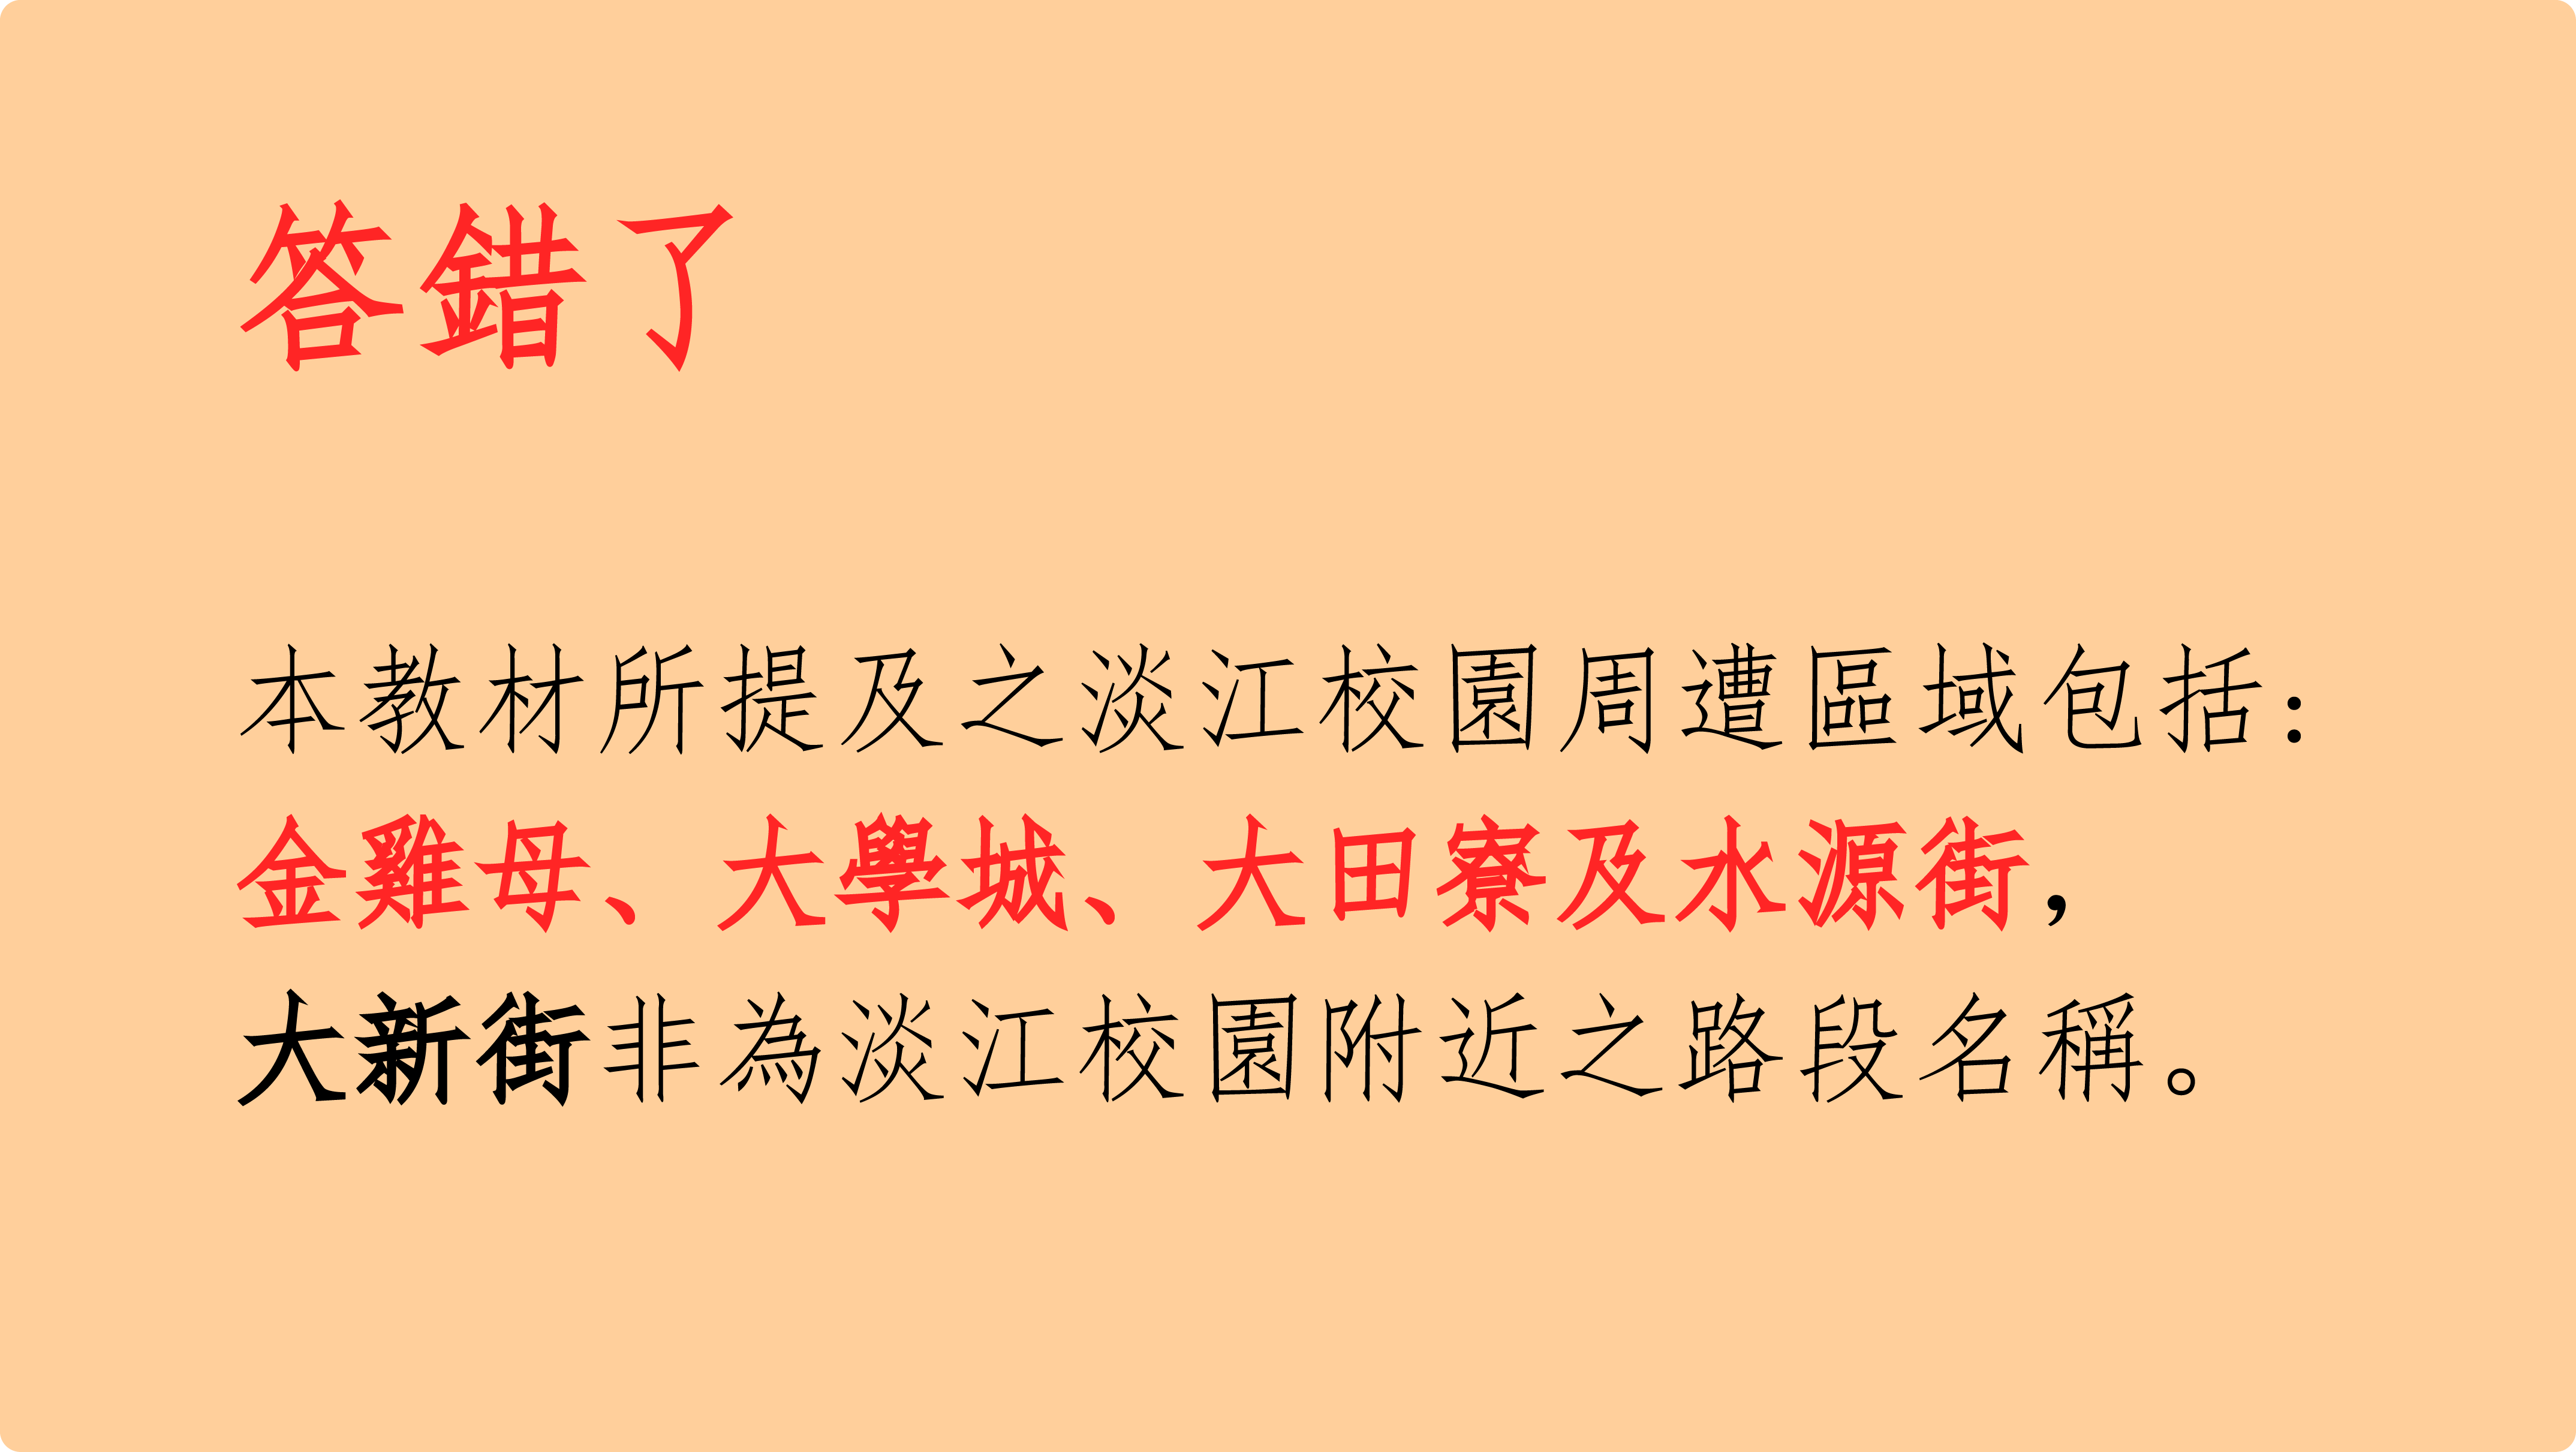 答錯了
本教材所提及之淡江校園周遭區域包括：
金雞母、大學城、大田寮及水源街，
大新街非為淡江校園附近之路段名稱。